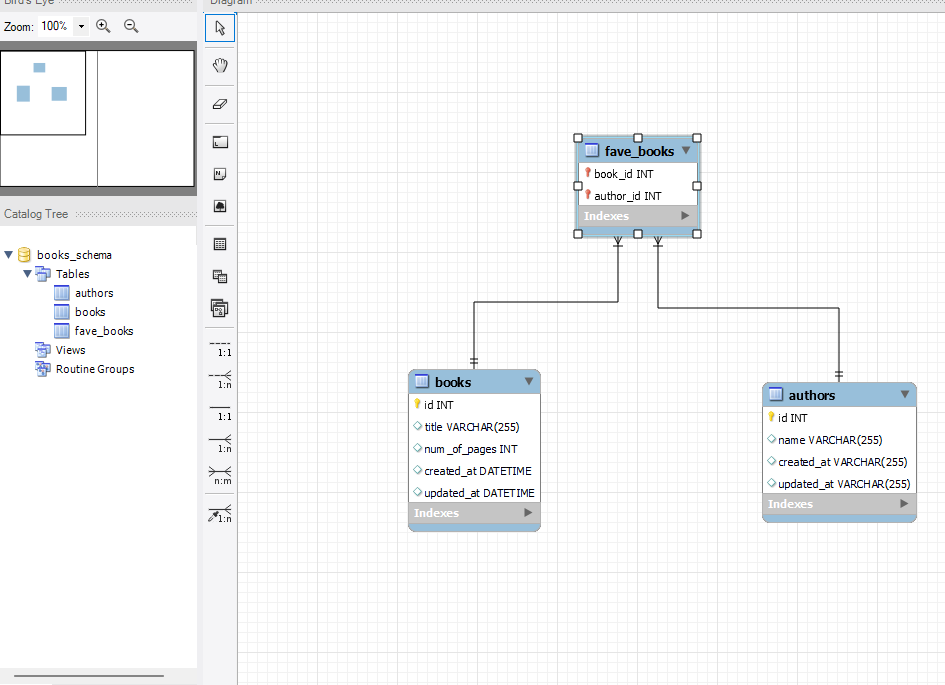 Bird's Eye
Diagram
Zoom: 100%
Catalog Tree
books_schema
Tables
authors
books
fave_books
Views
Routine Groups
1:1
1:n
1:1
1:n
n:m
1:n
fave_books
book_id INT
author_id INT
Indexes
books
id INT
title VARCHAR(255)
num_of_pages INT
created_at DATETIME
updated_at DATETIME
Indexes
authors
id INT
name VARCHAR(255)
created_at VARCHAR(255)
updated_at VARCHAR(255)
Indexes